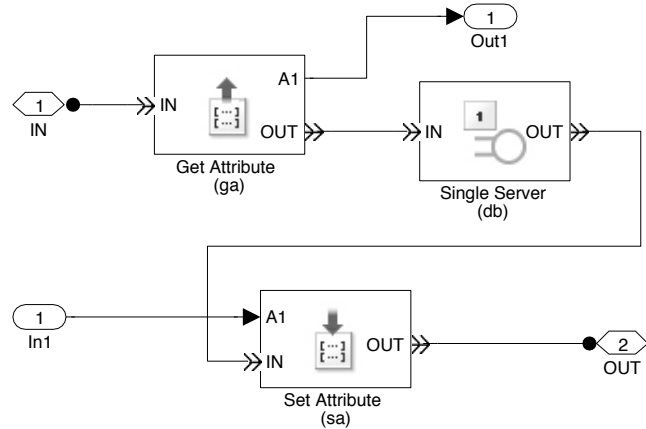 1
Out1
A1
1
IN
IN
OUT
Get Attribute
(ga)
1
IN
OUT
Single Server
(db)
1
In1
A1
IN
OUT
Set Attribute
(sa)
2
OUT